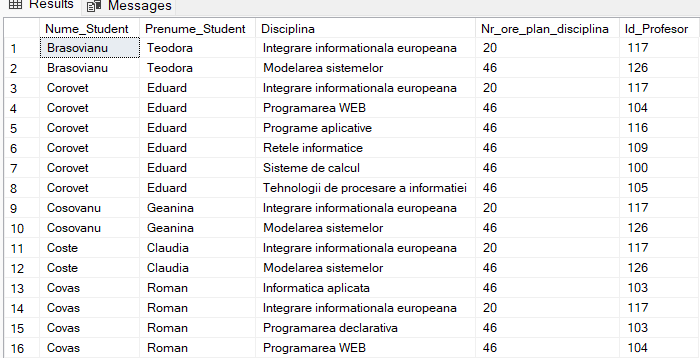 Results Messages
Nume_Student Prenume_Student Disciplina Nr_ore_plan_disciplina Id_Profesor
1 Brasovianu Teodora Integrare informationala europeana 20 117
2 Brasovianu Teodora Modelarea sistemelor 46 126
3 Corovet Eduard Integrare informationala europeana 20 117
4 Corovet Eduard Programarea WEB 46 104
5 Corovet Eduard Programe aplicative 46 116
6 Corovet Eduard Retele informatice 46 109
7 Corovet Eduard Sisteme de calcul 46 100
8 Corovet Eduard Tehnologii de procesare a informatiei 46 105
9 Cosovanu Geanina Integrare informationala europeana 20 117
10 Cosovanu Geanina Modelarea sistemelor 46 126
11 Coste Claudia Integrare informationala europeana 20 117
12 Coste Claudia Modelarea sistemelor 46 126
13 Covas Roman Informatica aplicata 46 103
14 Covas Roman Integrare informationala europeana 20 117
15 Covas Roman Programarea declarativa 46 103
16 Covas Roman Programarea WEB 46 104